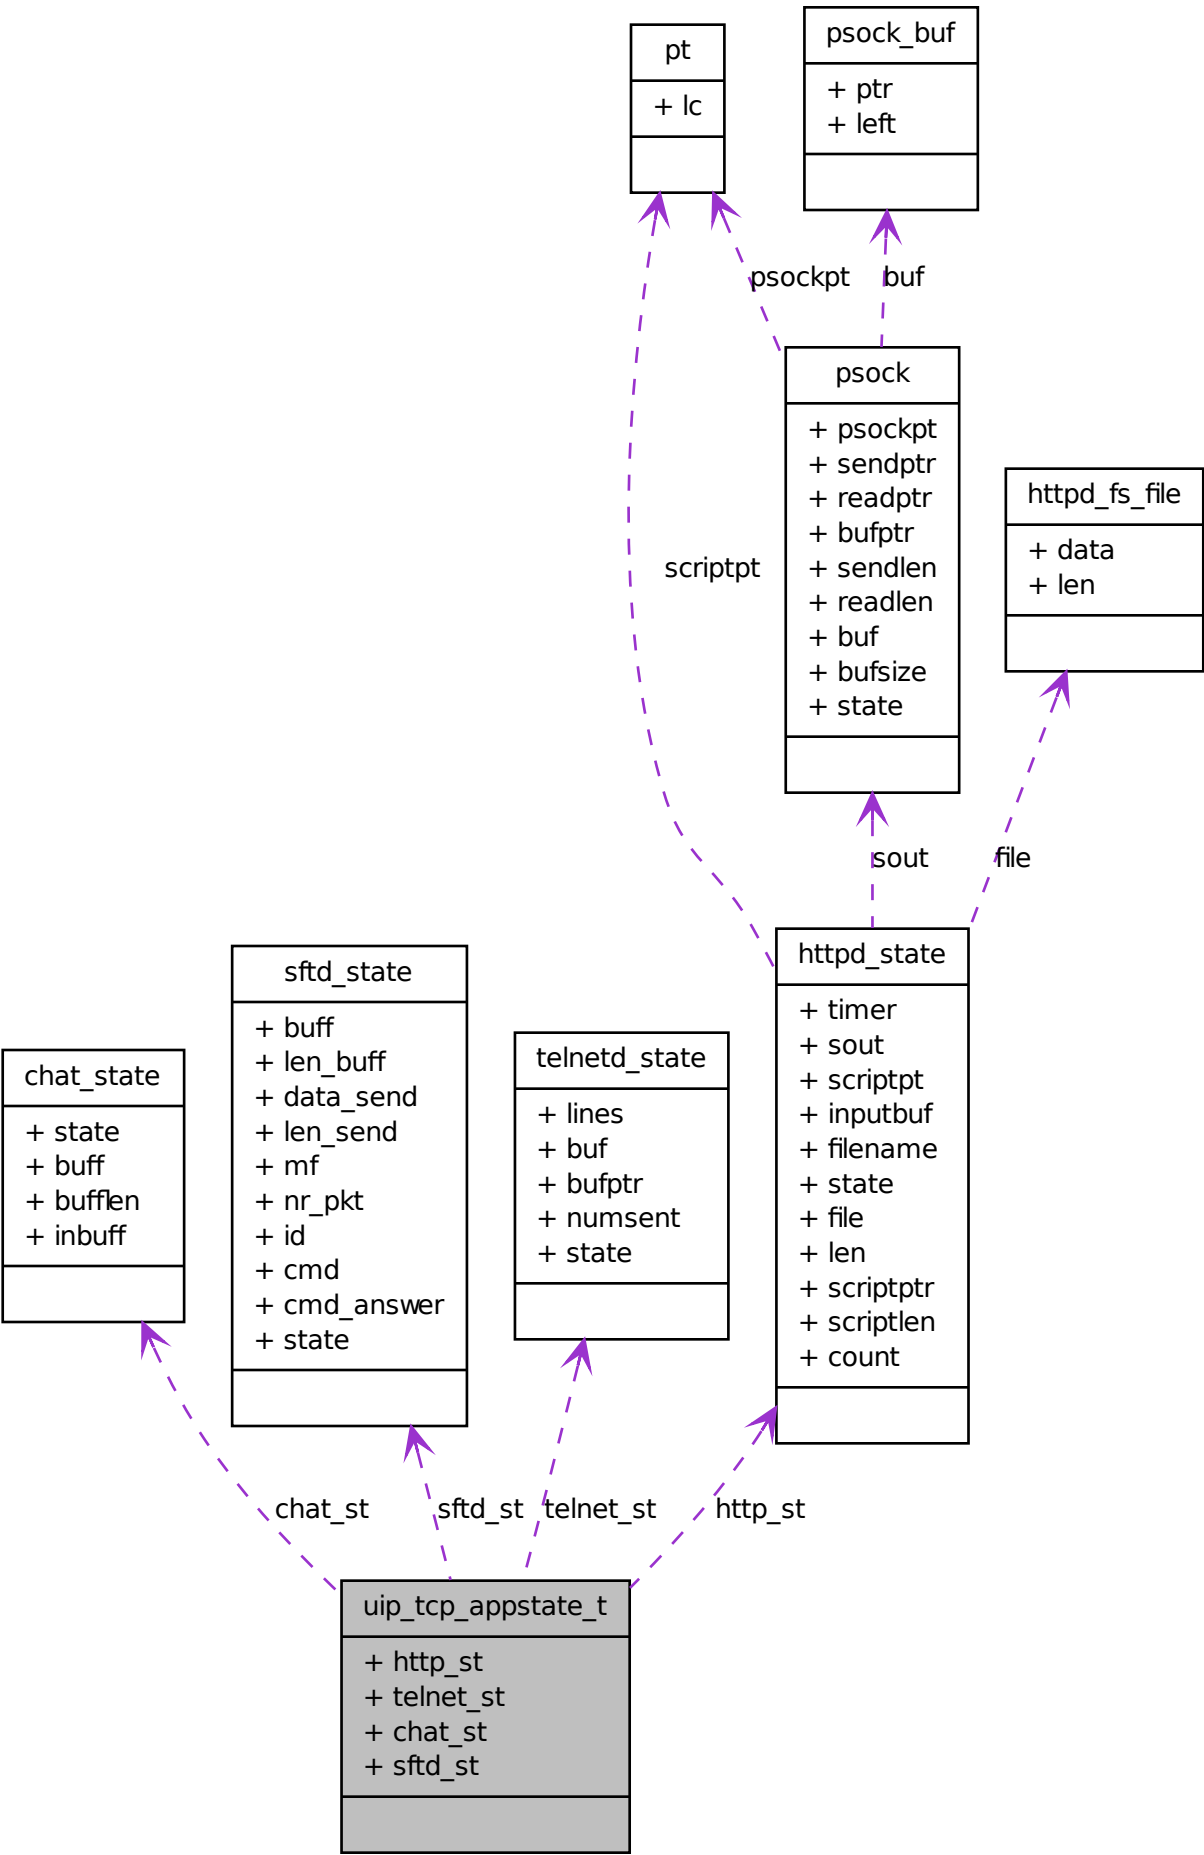 pt
+ lc
psock_buf
+ ptr
+ left
psockpt
buf
psock
+ psockpt
+ sendptr
+ readptr
+ bufptr
+ sendlen
+ readlen
+ buf
+ bufsize
+ state
httpd_fs_file
+ data
+ len
scriptpt
sout
file
httpd_state
+ timer
+ sout
+ scriptpt
+ inputbuf
+ filename
+ state
+ file
+ len
+ scriptptr
+ scriptlen
+ count
sftd_state
+ buff
+ len_buff
+ data_send
+ len_send
+ mf
+ nr_pkt
+ id
+ cmd
+ cmd_answer
+ state
telnetd_state
+ lines
+ buf
+ bufptr
+ numsent
+ state
chat_state
+ state
+ buff
+ bufflen
+ inbuff
chat_st
sftd_st
telnet_st
http_st
uip_tcp_appstate_t
+ http_st
+ telnet_st
+ chat_st
+ sftd_st